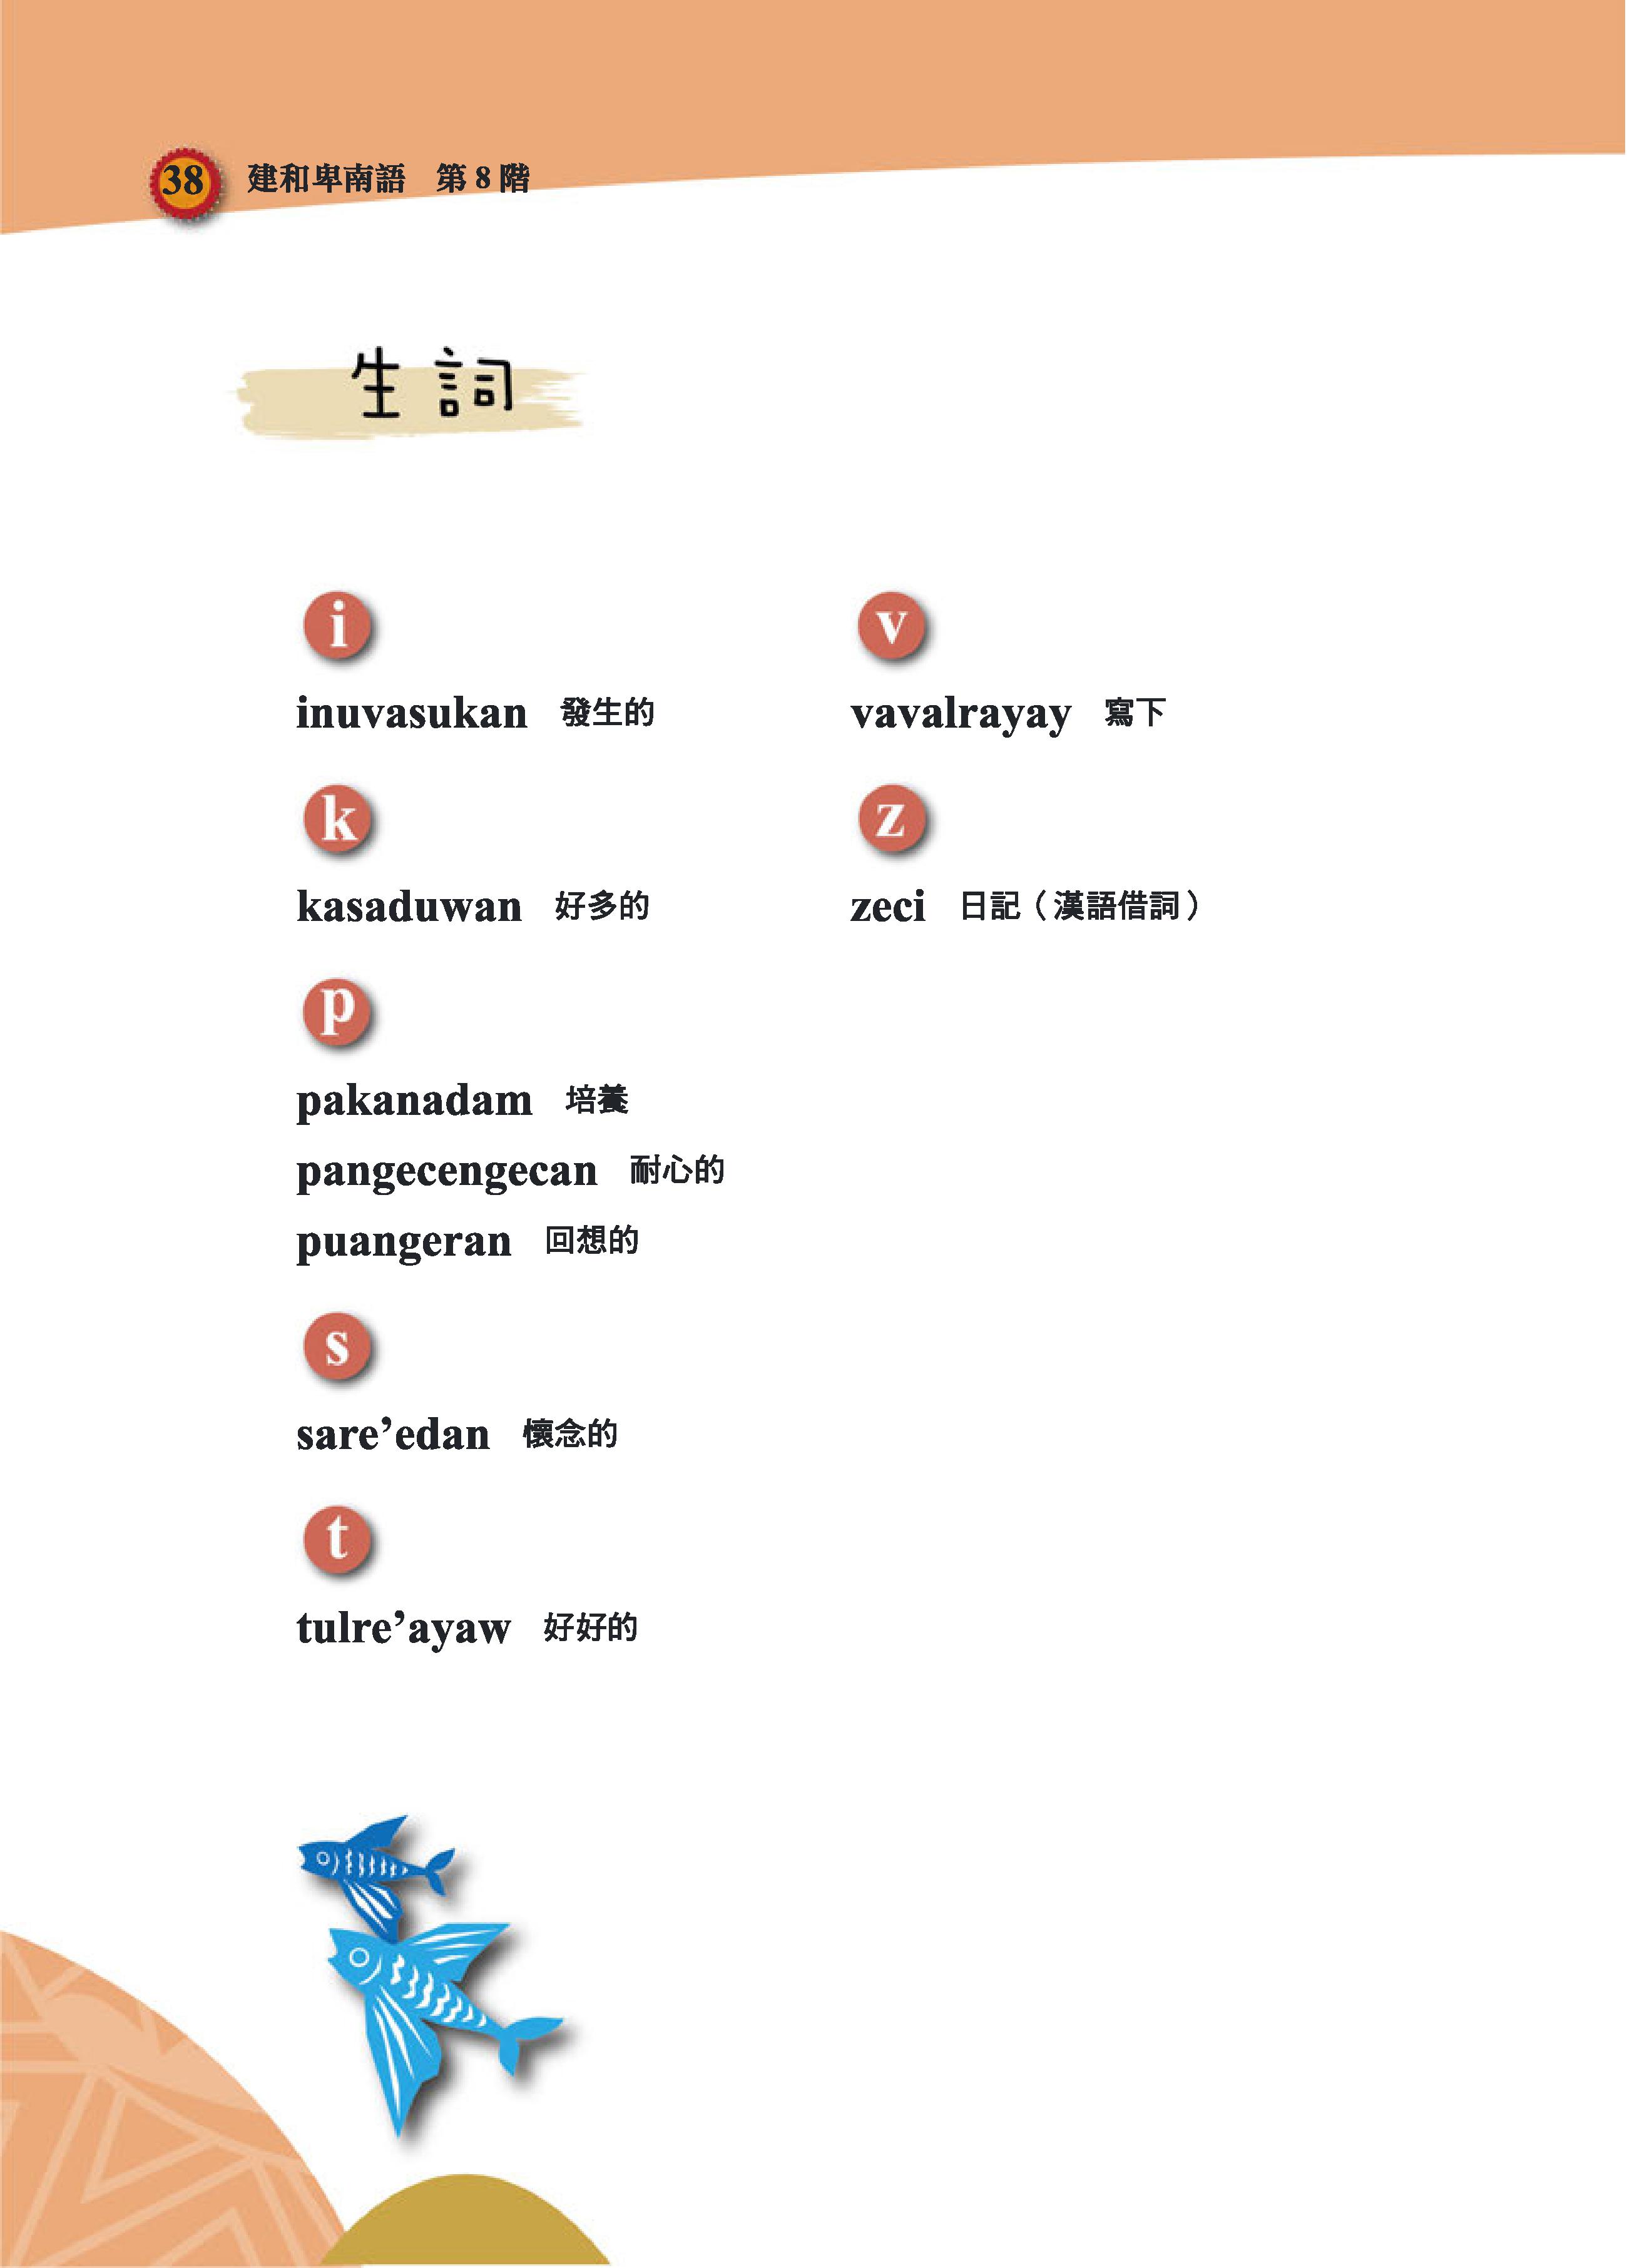 38 建和卑南語 第 8 階
生詞
i
inuvasukan 發生的
k
kasaduwan 好多的
p
pakanadam 培養
pangecengecan 耐心的
puangeran 回想的
s
sare’edan 懷念的
t
tulre’ayaw 好好的
v
vavalrayay 寫下
z
zeci 日記（漢語借詞）